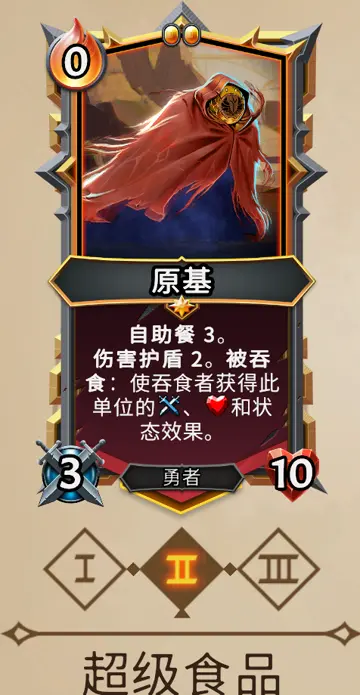 0
原基
自助餐 3。
伤害护盾 2。被吞
食：使吞食者获得此
单位的、和状
态效果。
3
勇者
10
I
II
III
超级食品